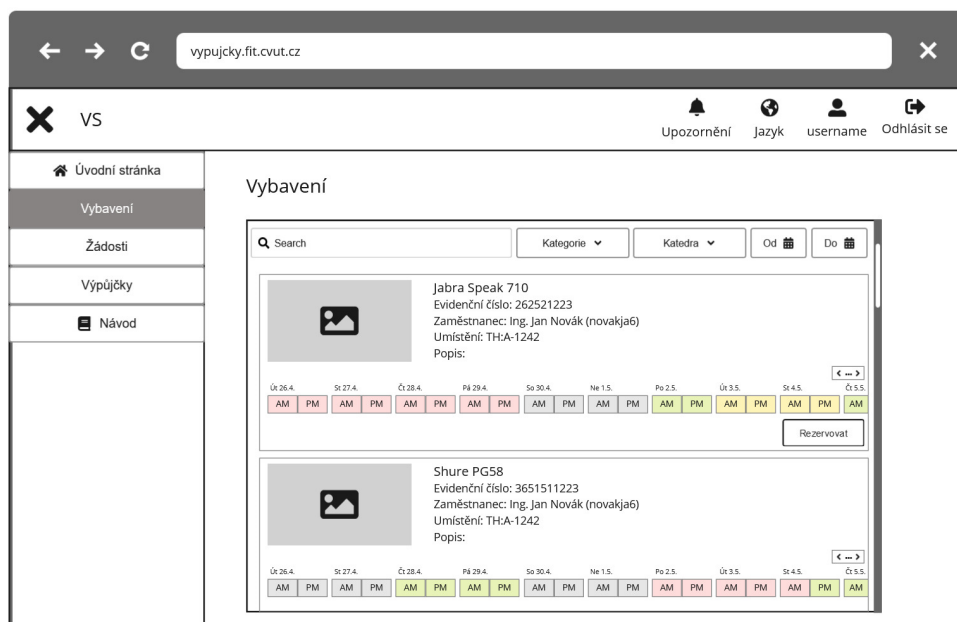 vypujcky.fit.cvut.cz
VS
Upozornění Jazyk username Odhlásit se
Úvodní stránka
Vybavení
Žádosti
Výpůjčky
Návod
Vybavení
Search Kategorie Katedra Od Do
Jabra Speak 710
Evidenční číslo: 262521223
Zaměstnanec: Ing. Jan Novák (novakja6)
Umístění: TH:A-1242
Popis:
Út 26.4. St 27.4. Čt 28.4. Pá 29.4. So 30.4. Ne 1.5. Po 2.5. Út 3.5. St 4.5. Čt 5.5.
AM PM AM PM AM PM AM PM AM PM AM PM AM PM AM PM AM PM AM
Rezervovat
Shure PG58
Evidenční číslo: 3651511223
Zaměstnanec: Ing. Jan Novák (novakja6)
Umístění: TH:A-1242
Popis:
Út 26.4. St 27.4. Čt 28.4. Pá 29.4. So 30.4. Ne 1.5. Po 2.5. Út 3.5. St 4.5. Čt 5.5.
AM PM AM PM AM PM AM PM AM PM AM PM AM PM AM PM AM PM AM